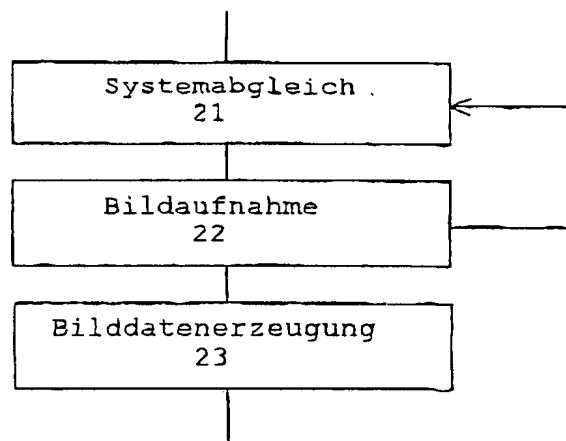 Systemabgleich
21
Bildaufnahme
22
Bilddatenerzeugung
23